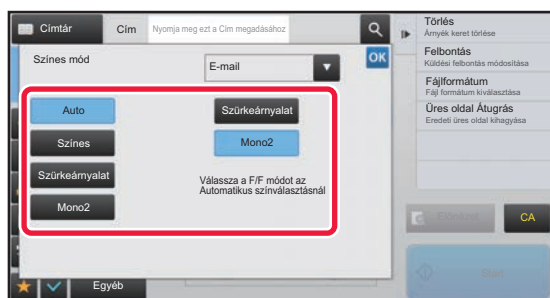 Címtár
Cím
Nyomja meg ezt a Cím megadásához
Színes mód
E-mail
OK
Auto
Színes
Szürkeárnyalat
Mono2
Szürkeárnyalat
Mono2
Válassza a F/F módot az
Automatikus színválasztásnál
Egyéb
Törlés
Árnyék keret törlése
Felbontás
Küldési felbontás módosítása
Fájlformátum
Fájl formátum kiválasztása
Üres oldal Átugrás
Eredeti üres oldal kihagyása
Előnézet
CA
Start